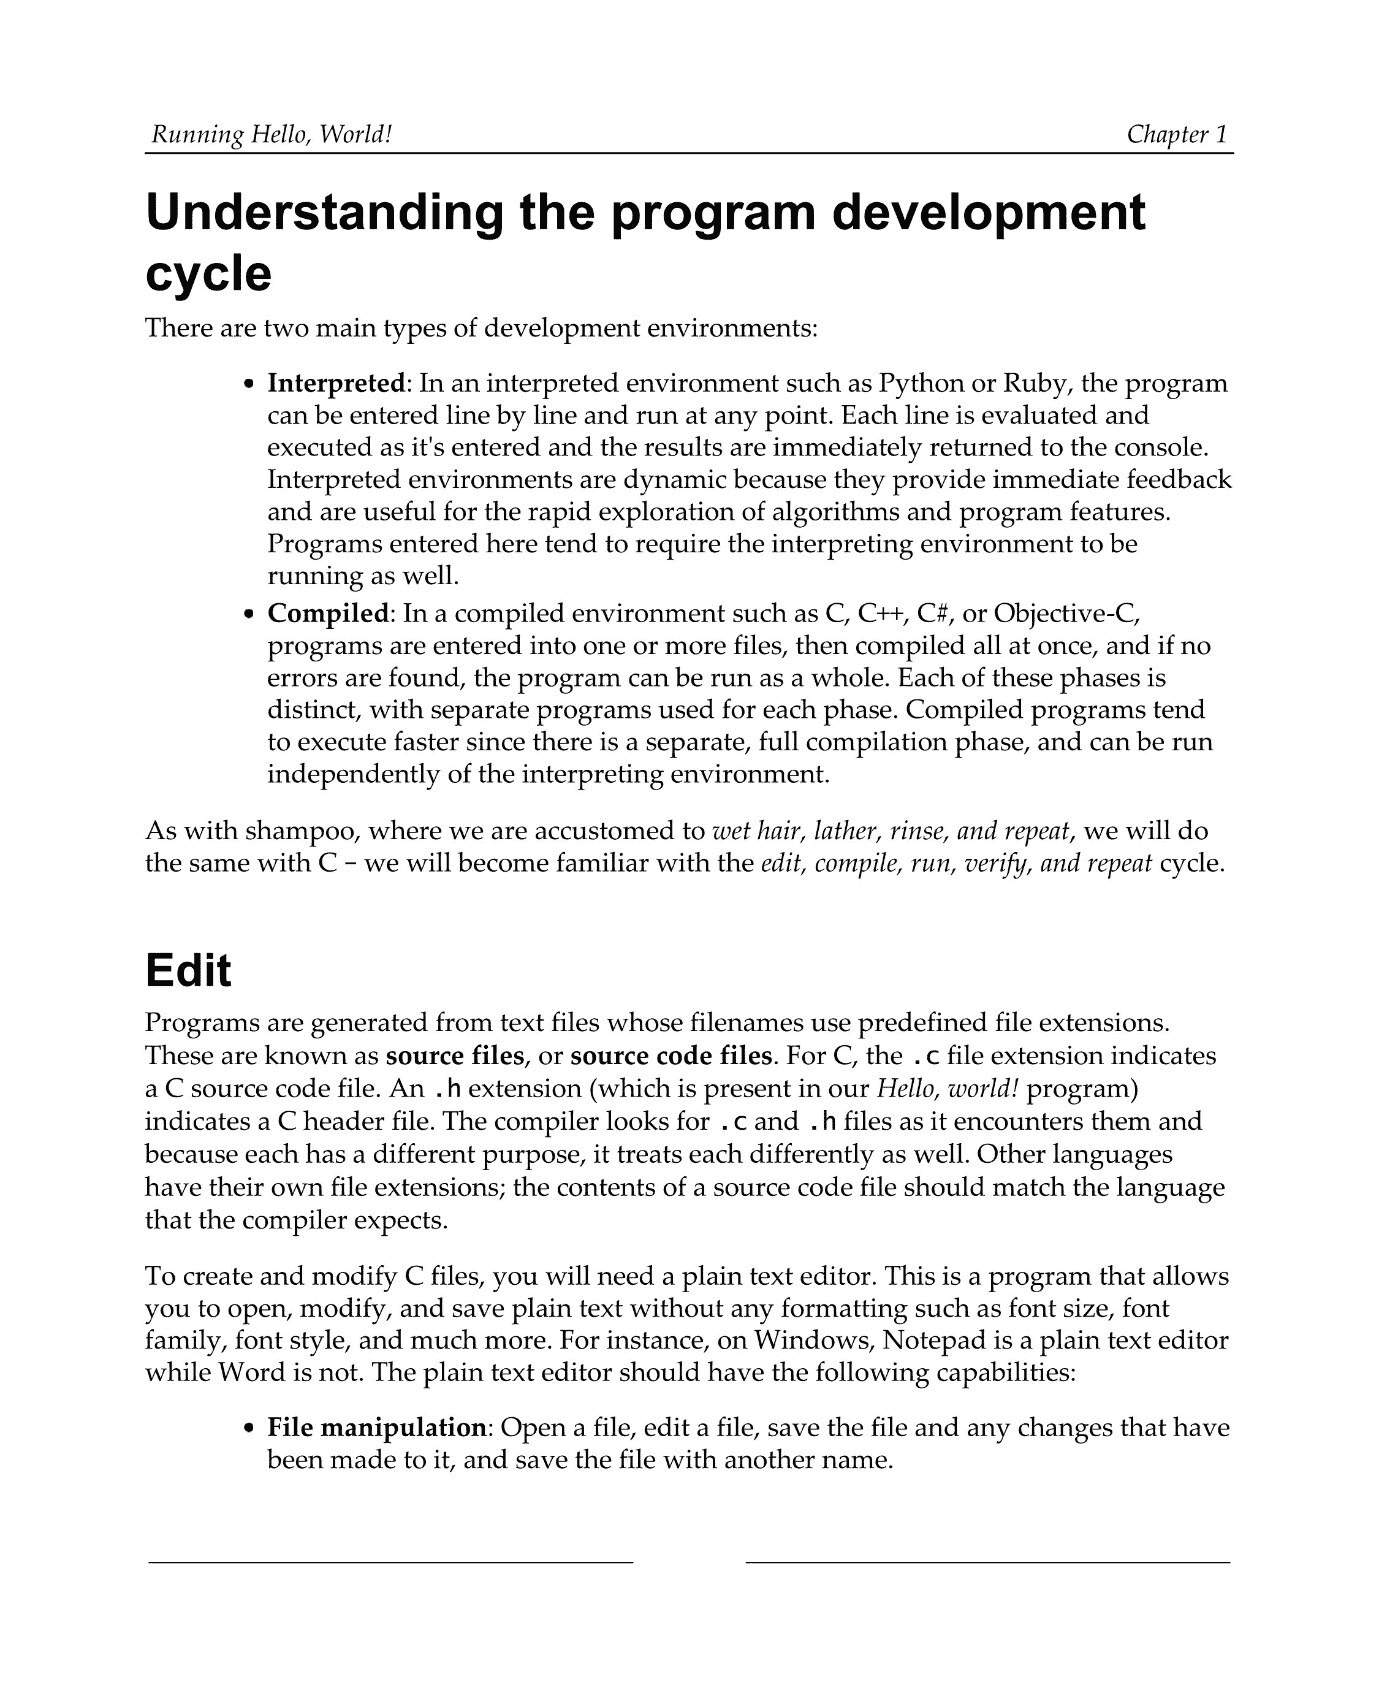 Running Hello, World!
Chapter 1
Understanding the program development
cycle
There are two main types of development environments:
• Interpreted: In an interpreted environment such as Python or Ruby, the program
can be entered line by line and run at any point. Each line is evaluated and
executed as it's entered and the results are immediately returned to the console.
Interpreted environments are dynamic because they provide immediate feedback
and are useful for the rapid exploration of algorithms and program features.
Programs entered here tend to require the interpreting environment to be
running as well.
• Compiled: In a compiled environment such as C, C++, C#, or Objective-C,
programs are entered into one or more files, then compiled all at once, and if no
errors are found, the program can be run as a whole. Each of these phases is
distinct, with separate programs used for each phase. Compiled programs tend
to execute faster since there is a separate, full compilation phase, and can be run
independently of the interpreting environment.
As with shampoo, where we are accustomed to wet hair, lather, rinse, and repeat, we will do
the same with C – we will become familiar with the edit, compile, run, verify, and repeat cycle.
Edit
Programs are generated from text files whose filenames use predefined file extensions.
These are known as source files, or source code files. For C, the .c file extension indicates
a C source code file. An .h extension (which is present in our Hello, world! program)
indicates a C header file. The compiler looks for .c and .h files as it encounters them and
because each has a different purpose, it treats each differently as well. Other languages
have their own file extensions; the contents of a source code file should match the language
that the compiler expects.
To create and modify C files, you will need a plain text editor. This is a program that allows
you to open, modify, and save plain text without any formatting such as font size, font
family, font style, and much more. For instance, on Windows, Notepad is a plain text editor
while Word is not. The plain text editor should have the following capabilities:
• File manipulation: Open a file, edit a file, save the file and any changes that have
been made to it, and save the file with another name.